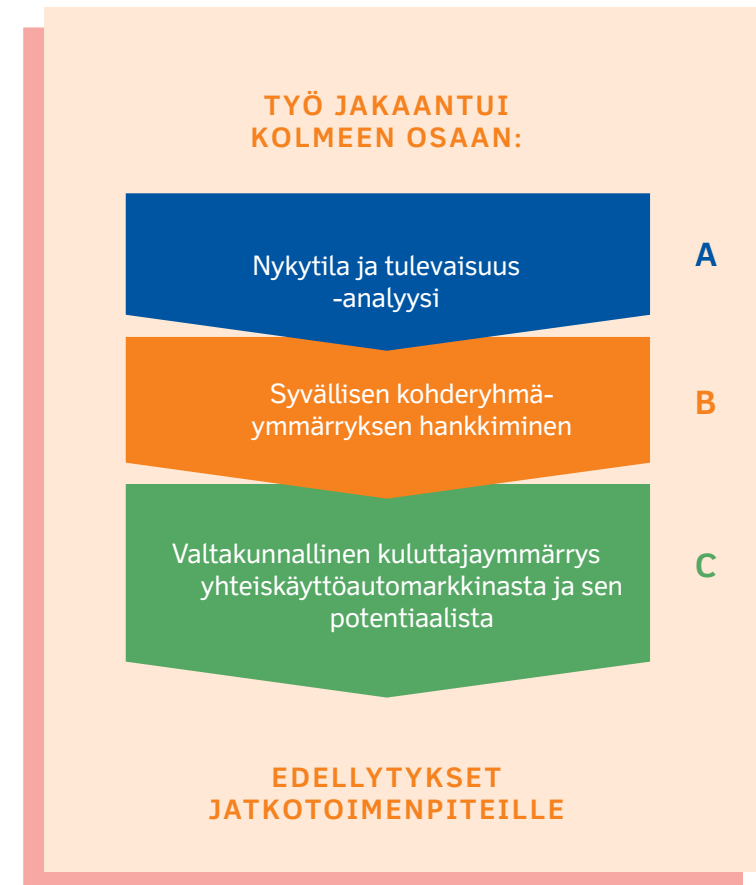 TYÖ JAKAANTUI
KOLMEEN OSAAN:
Nykytila ja tulevaisuus
-analyysi
A
Syvällisen kohderyhmä-
ymmärryksen hankkiminen
B
Valtakunnallinen kuluttajaymmärrys
yhteiskäyttöautomarkkinasta ja sen
potentiaalista
C
EDELLYTYKSET
JATKOTOIMENPITEILLE